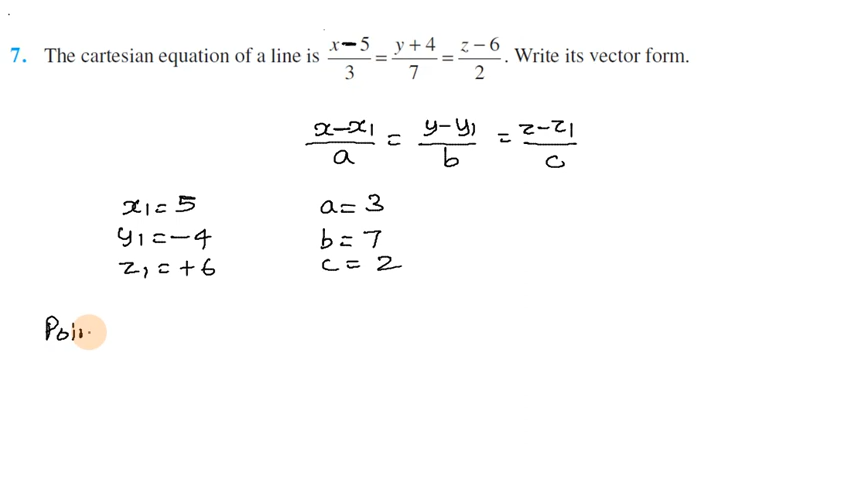 7. The cartesian equation of a line is (x – 5)/3 = (y + 4)/7 = (z – 6)/2. Write its vector form.
(x – x₁)/a = (y – y₁)/b = (z – z₁)/c
x₁ = 5 a = 3
y₁ = – 4 b = 7
z₁ = + 6 c = 2